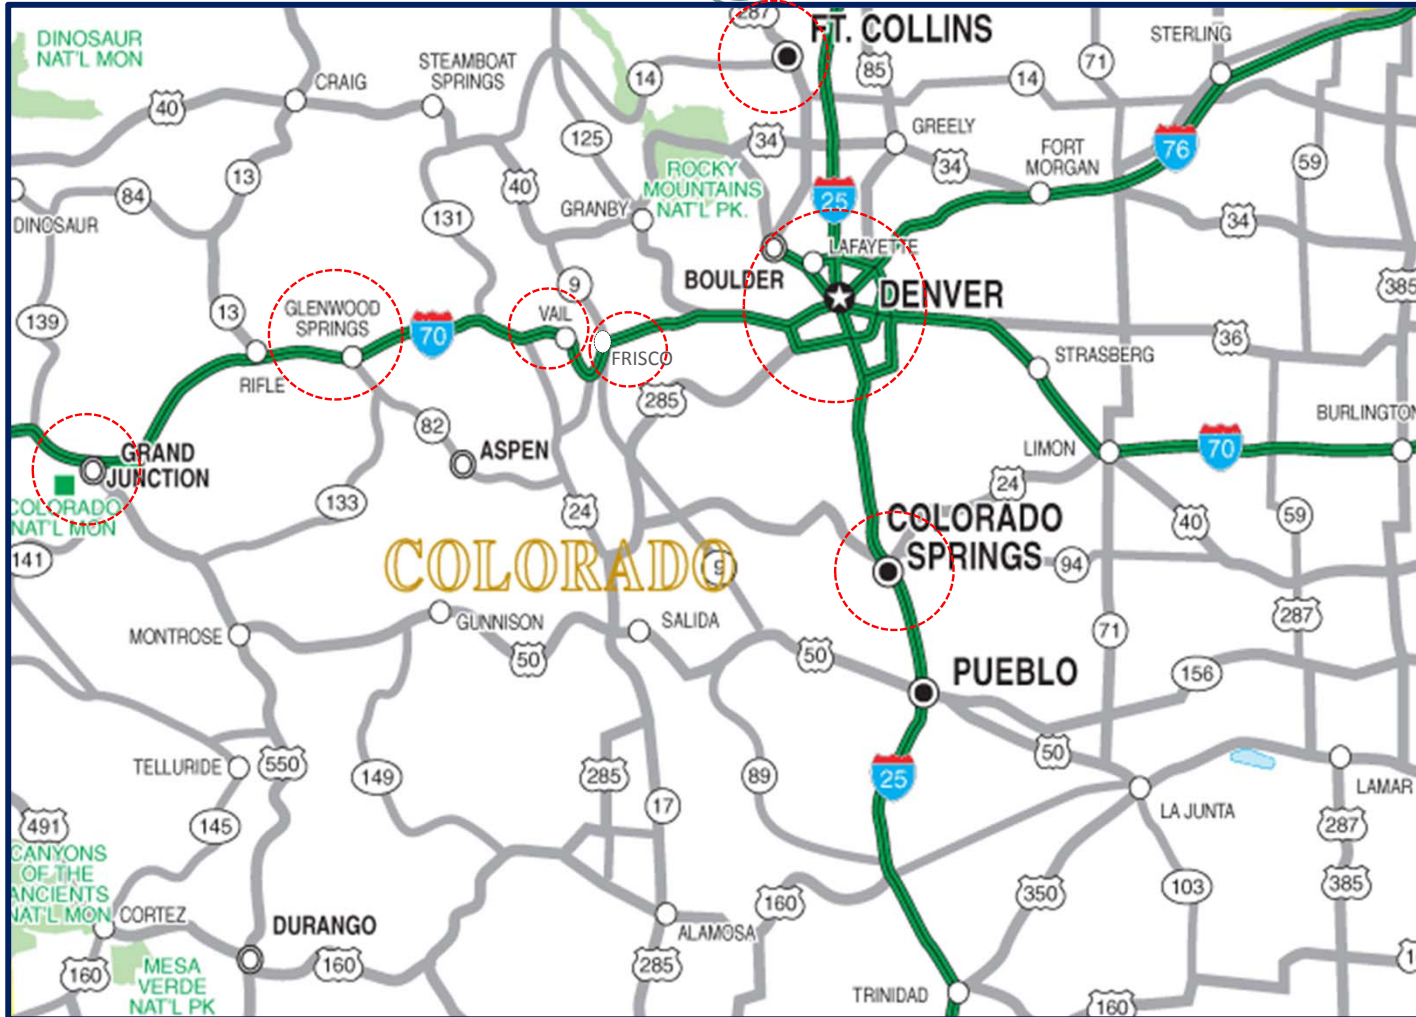 287
FT. COLLINS
STERLING
DINOSAUR
NAT'L MON
STEAMBOAT
SPRINGS
CRAIG
14
85
71
14
40
125
34
GREELY
34
FORT
MORGAN
76
59
ROCKY
MOUNTAINS
NAT'L PK.
13
84
40
131
GRANBY
25
34
DINOSAUR
LAFAYETTE
BOULDER
DENVER
385
9
139
13
GLENWOOD
SPRINGS
70
VAIL
FRISCO
36
STRASBERG
RIFLE
285
BURLINGTON
82
ASPEN
GRAND
JUNCTION
LIMON
70
COLORADO
NAT'L MON
133
24
24
COLORADO
SPRINGS
40
59
141
COLORADO
9
94
287
MONTROSE
GUNNISON
SALIDA
50
50
71
PUEBLO
156
TELLURIDE
550
149
285
89
25
50
17
LA JUNTA
LAMAR
491
145
287
CANYONS
OF THE
ANCIENTS
NAT'L MON
CORTEZ
DURANGO
160
350
103
385
ALAMOSA
160
MESA
VERDE
NAT'L PK
160
285
TRINIDAD
160